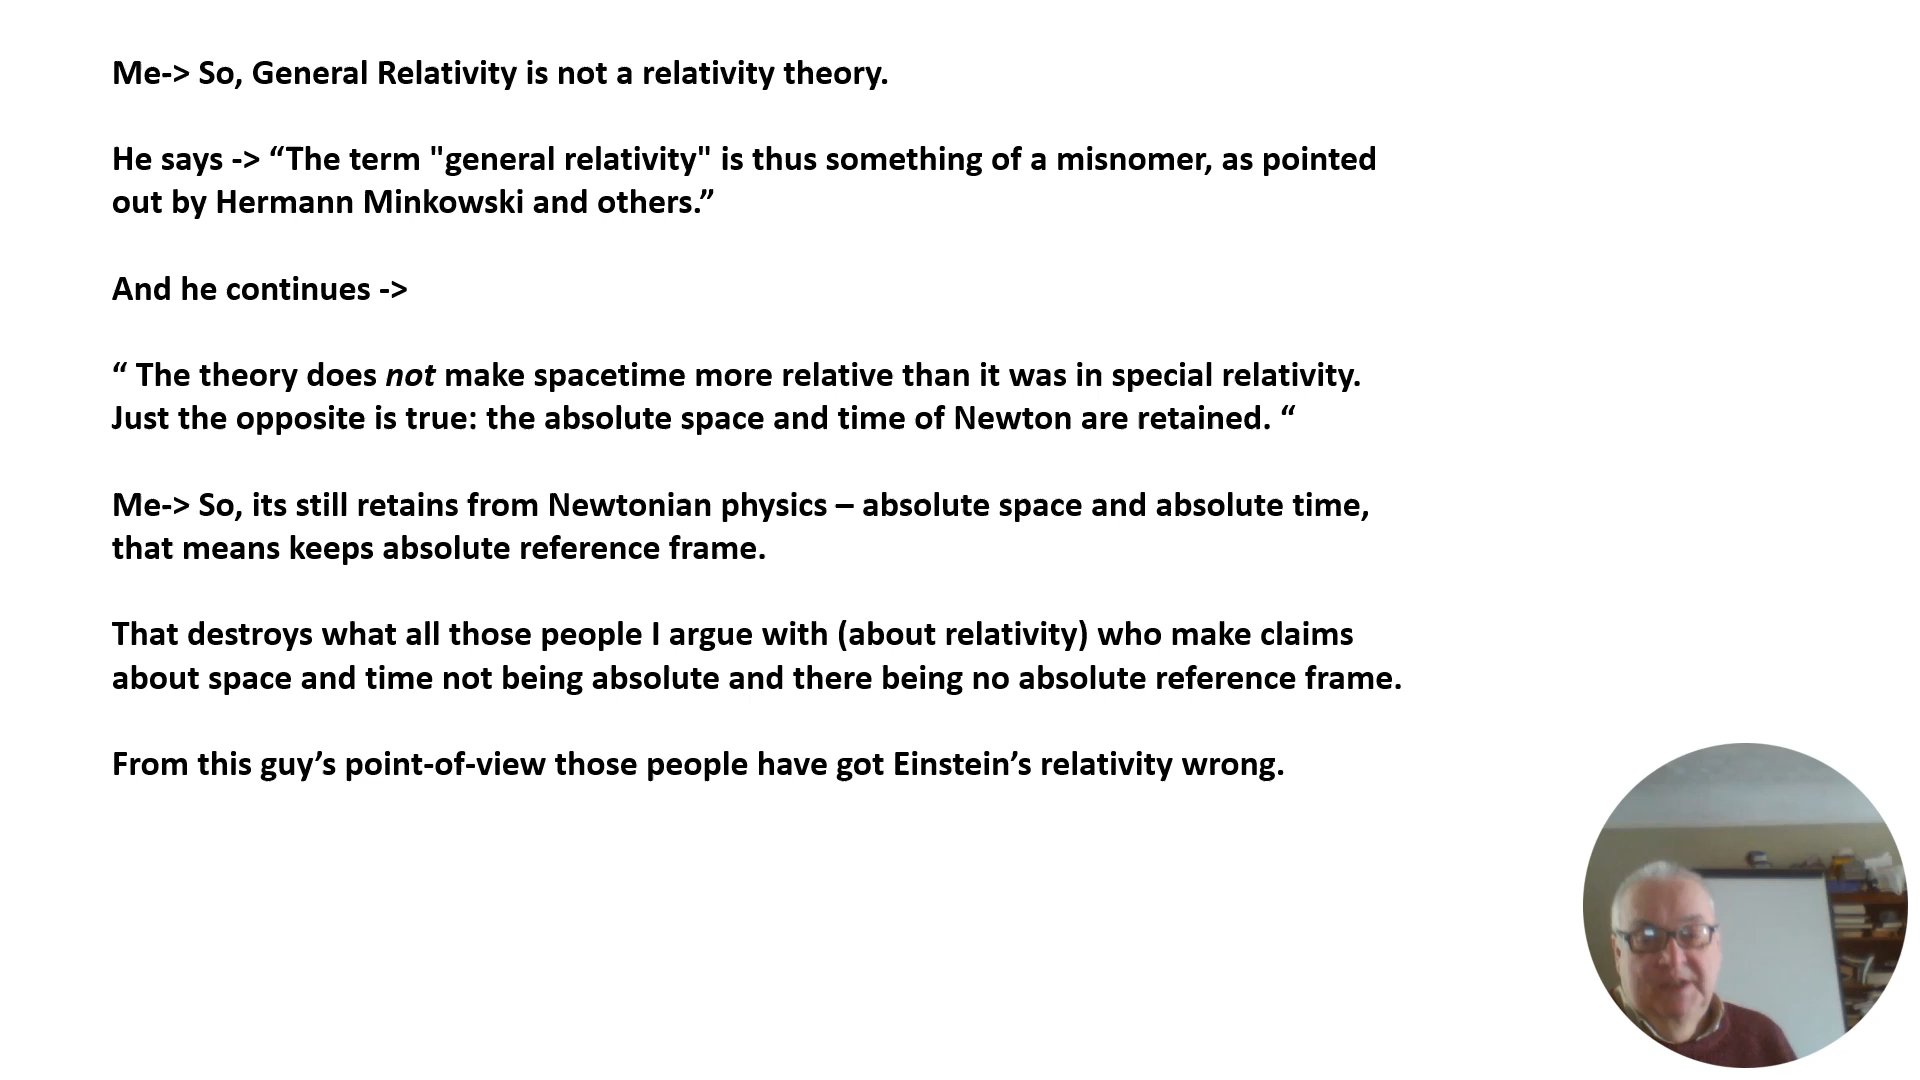 Me-> So, General Relativity is not a relativity theory.
He says -> “The term "general relativity" is thus something of a misnomer, as pointed
out by Hermann Minkowski and others.”
And he continues ->
“ The theory does not make spacetime more relative than it was in special relativity.
Just the opposite is true: the absolute space and time of Newton are retained. “
Me-> So, its still retains from Newtonian physics – absolute space and absolute time,
that means keeps absolute reference frame.
That destroys what all those people I argue with (about relativity) who make claims
about space and time not being absolute and there being no absolute reference frame.
From this guy’s point-of-view those people have got Einstein’s relativity wrong.